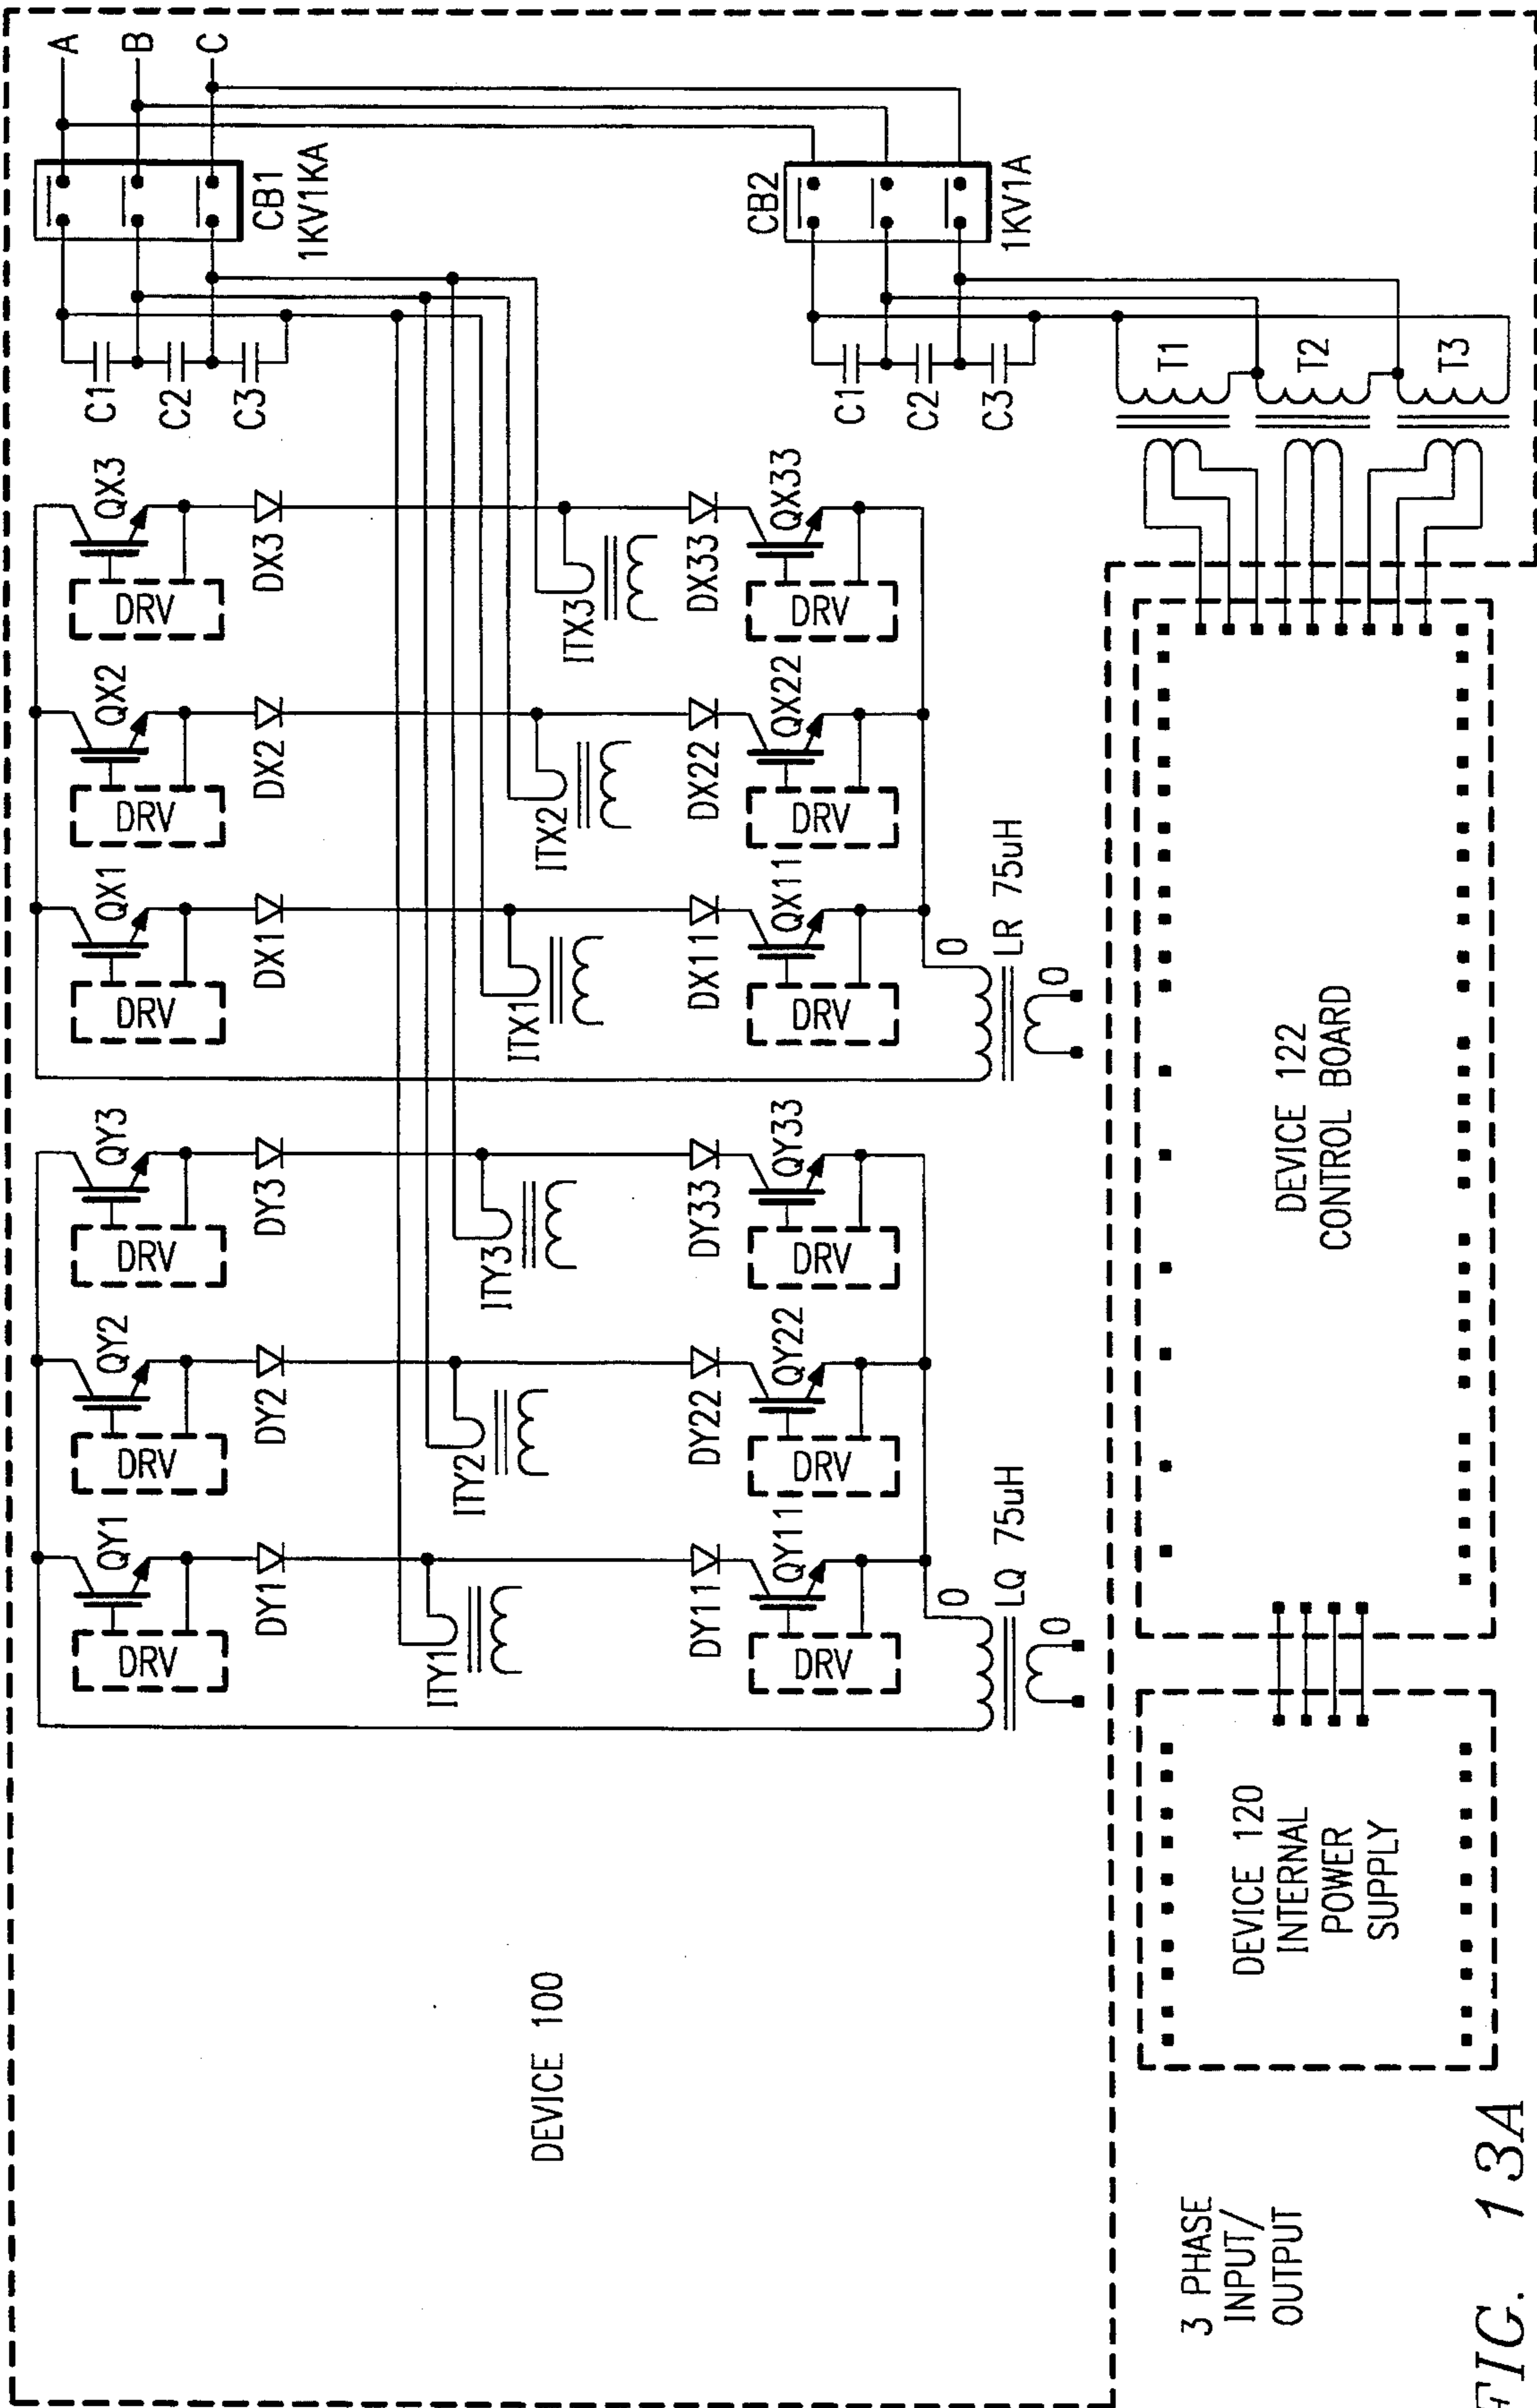 A
B
C
CB1
1KV1KA
C1
C2
C3
QY1
QY2
QY3
QX1
QX2
QX3
DRV
DRV
DRV
DRV
DRV
DRV
DY1
DY2
DY3
DX1
DX2
DX3
ITY1
ITY2
ITY3
ITX1
ITX2
ITX3
DY11
DY22
DY33
DX11
DX22
DX33
QY11
QY22
QY33
QX11
QX22
QX33
DRV
DRV
DRV
DRV
DRV
DRV
CB2
1KV1A
C1
C2
C3
O
LQ 75uH
O
O
LR 75uH
O
T1
T2
T3
DEVICE 100
DEVICE 120
INTERNAL
POWER
SUPPLY
DEVICE 122
CONTROL BOARD
3 PHASE
INPUT/
OUTPUT
FIG. 13A